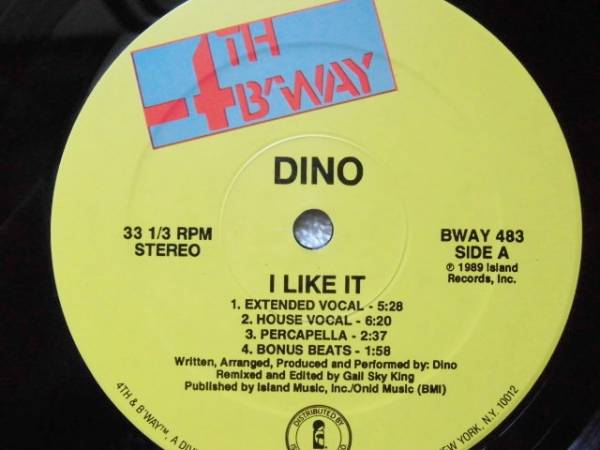 4TH
B'WAY
DINO
33 1/3 RPM
STEREO
BWAY 483
SIDE A
℗ 1989 Island
Records, Inc.
I LIKE IT
1. EXTENDED VOCAL - 5:28
2. HOUSE VOCAL - 6:20
3. PERCAPELLA - 2:37
4. BONUS BEATS - 1:58
Written, Arranged, Produced and Performed by: Dino
Remixed and Edited by Gail Sky King
Published by Island Music, Inc./Onid Music (BMI)
4TH & B'WAY™, A
YORK, N.Y. 10012
DISTRIBUTED BY